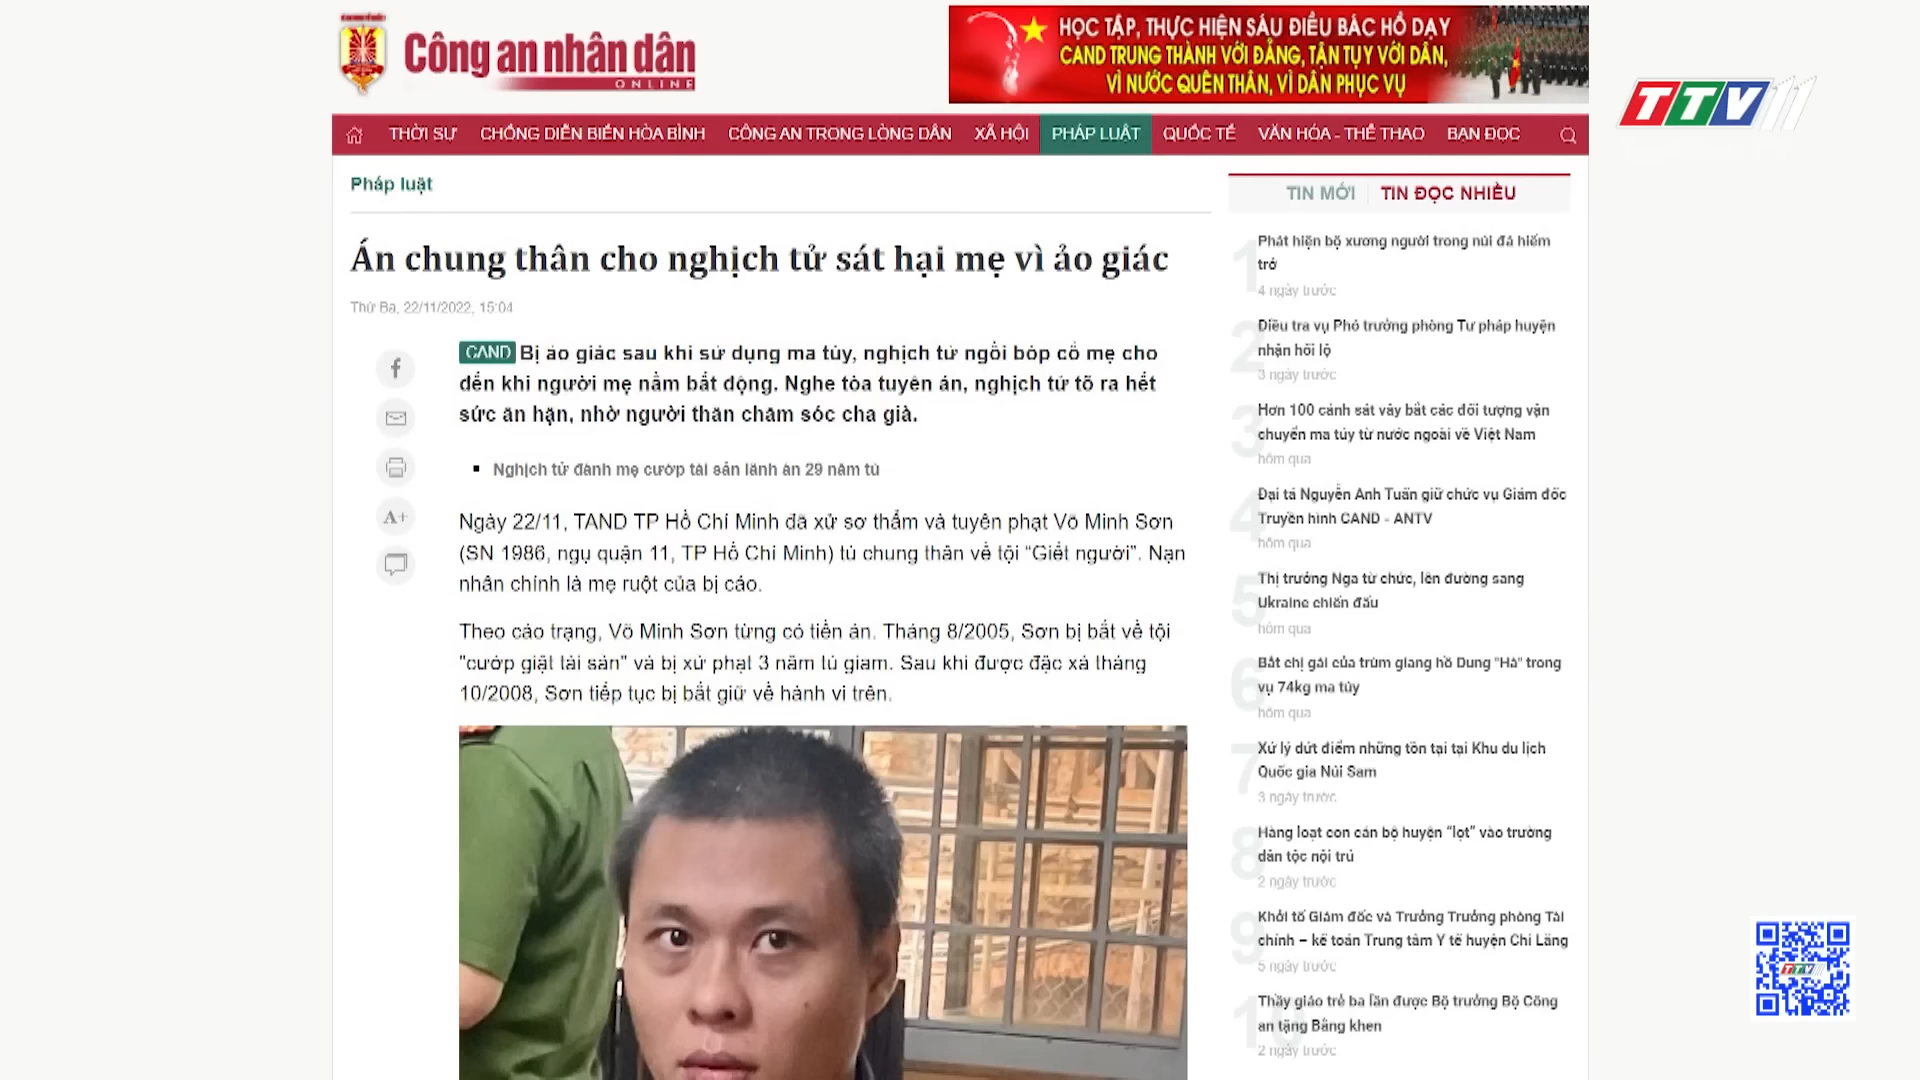 Công an nhân dân
ONLINE
HỌC TẬP, THỰC HIỆN SÁU ĐIỀU BÁC HỒ DẠY
CAND TRUNG THÀNH VỚI ĐẢNG, TẬN TỤY VỚI DÂN,
VÌ NƯỚC QUÊN THÂN, VÌ DÂN PHỤC VỤ
TTV11
THỜI SỰ CHỐNG DIỄN BIẾN HÒA BÌNH CÔNG AN TRONG LÒNG DÂN XÃ HỘI PHÁP LUẬT QUỐC TẾ VĂN HÓA - THỂ THAO BẠN ĐỌC
Pháp luật
Án chung thân cho nghịch tử sát hại mẹ vì ảo giác
Thứ Ba, 22/11/2022, 15:04
CAND Bị ảo giác sau khi sử dụng ma túy, nghịch tử ngồi bóp cổ mẹ cho
đến khi người mẹ nằm bất động. Nghe tòa tuyên án, nghịch tử tỏ ra hết
sức ăn hận, nhờ người thân chăm sóc cha già.
Nghịch tử đánh mẹ cướp tài sản lãnh án 29 năm tù
A+
Ngày 22/11, TAND TP Hồ Chí Minh đã xử sơ thẩm và tuyên phạt Võ Minh Sơn
(SN 1986, ngụ quận 11, TP Hồ Chí Minh) tù chung thân về tội “Giết người”. Nạn
nhân chính là mẹ ruột của bị cáo.
Theo cáo trạng, Võ Minh Sơn từng có tiền án. Tháng 8/2005, Sơn bị bắt về tội
"cướp giật tài sản" và bị xử phạt 3 năm tù giam. Sau khi được đặc xá tháng
10/2008, Sơn tiếp tục bị bắt giữ về hành vi trên.
TIN MỚI TIN ĐỌC NHIỀU
1
Phát hiện bộ xương người trong núi đá hiểm
trở
4 ngày trước
2
Điều tra vụ Phó trưởng phòng Tư pháp huyện
nhận hối lộ
3 ngày trước
3
Hơn 100 cảnh sát vây bắt các đối tượng vận
chuyển ma túy từ nước ngoài về Việt Nam
hôm qua
4
Đại tá Nguyễn Anh Tuấn giữ chức vụ Giám đốc
Truyền hình CAND - ANTV
hôm qua
5
Thị trưởng Nga từ chức, lên đường sang
Ukraine chiến đấu
hôm qua
6
Bắt chị gái của trùm giang hồ Dung "Hà" trong
vụ 74kg ma túy
hôm qua
7
Xử lý dứt điểm những tồn tại tại Khu du lịch
Quốc gia Núi Sam
3 ngày trước
8
Hàng loạt con cán bộ huyện “lọt” vào trường
dân tộc nội trú
2 ngày trước
9
Khởi tố Giám đốc và Trưởng Trưởng phòng Tài
chính – kế toán Trung tâm Y tế huyện Chi Lăng
5 ngày trước
10
Thầy giáo trẻ ba lần được Bộ trưởng Bộ Công
an tặng Bằng khen
2 ngày trước
TTV11